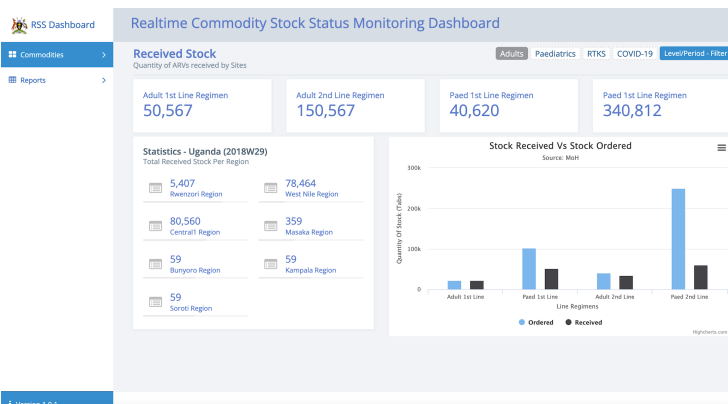 RSS Dashboard
Realtime Commodity Stock Status Monitoring Dashboard
Commodities
Reports
Received Stock
Quantity of ARVs received by Sites
Adults Paediatrics RTKS COVID-19 Level/Period - Filter
Adult 1st Line Regimen
50,567
Adult 2nd Line Regimen
150,567
Paed 1st Line Regimen
40,620
Paed 1st Line Regimen
340,812
Statistics - Uganda (2018W29)
Total Received Stock Per Region
5,407
Rwenzori Region
78,464
West Nile Region
80,560
Central1 Region
359
Masaka Region
59
Bunyoro Region
59
Kampala Region
59
Soroti Region
Stock Received Vs Stock Ordered
Source: MoH
Quantity Of Stock (Tabs)
300k
200k
100k
0
Adult 1st Line Paed 1st Line Adult 2nd Line Paed 2nd Line
Line Regimens
Ordered Received
Highcharts.com